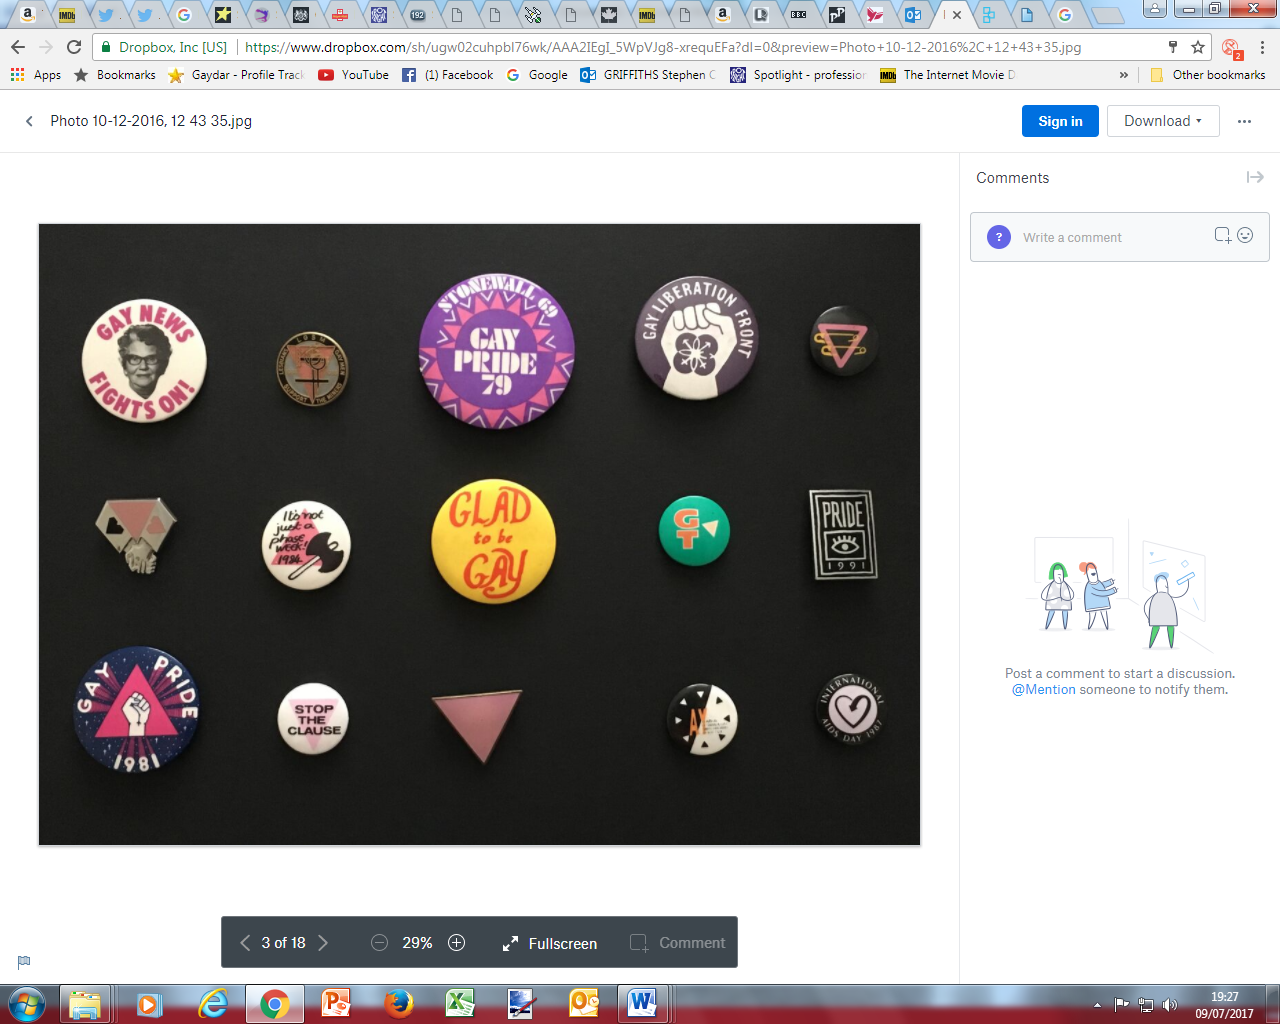 Dropbox, Inc [US]
https://www.dropbox.com/sh/ugw02cuhpbl76wk/AAA2IEgI_5WpVJg8-xrequEFa?dl=0&preview=Photo+10-12-2016%2C+12+43+35.jpg
Apps
Bookmarks
Gaydar - Profile Track
YouTube
(1) Facebook
Google
GRIFFITHS Stephen C
Spotlight - profession
The Internet Movie D
»
Other bookmarks
Photo 10-12-2016, 12 43 35.jpg
Sign in
Download
Comments
Write a comment
GAY NEWS
FIGHTS ON!
LGSM
STONEWALL 69
GAY
PRIDE
79
GAY LIBERATION FRONT
It's not
just a
phase
week!
1984
GLAD
to be
GAY
G
T
PRIDE
1991
GAY PRIDE
1981
STOP
THE
CLAUSE
INTERNATIONAL
AIDS DAY 1987
Post a comment to start a discussion.
@Mention someone to notify them.
3 of 18
29%
Fullscreen
Comment
19:27
09/07/2017